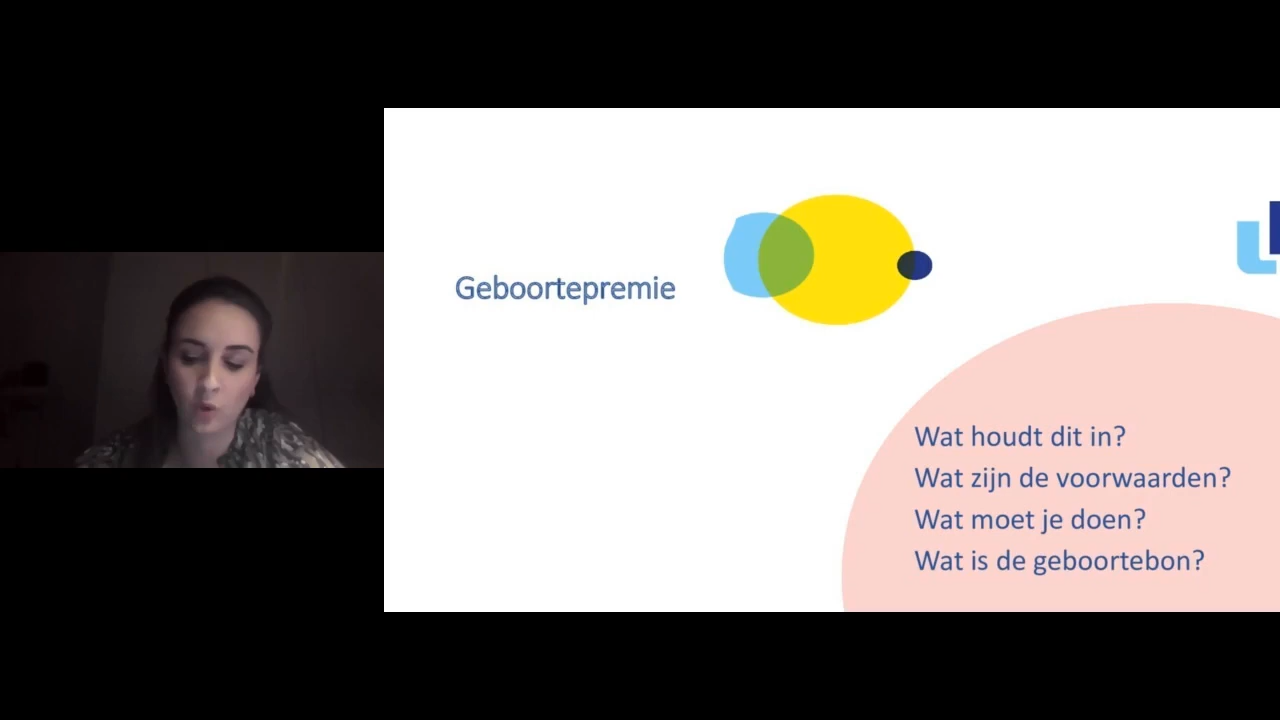 Geboortepremie
Wat houdt dit in?
Wat zijn de voorwaarden?
Wat moet je doen?
Wat is de geboortebon?